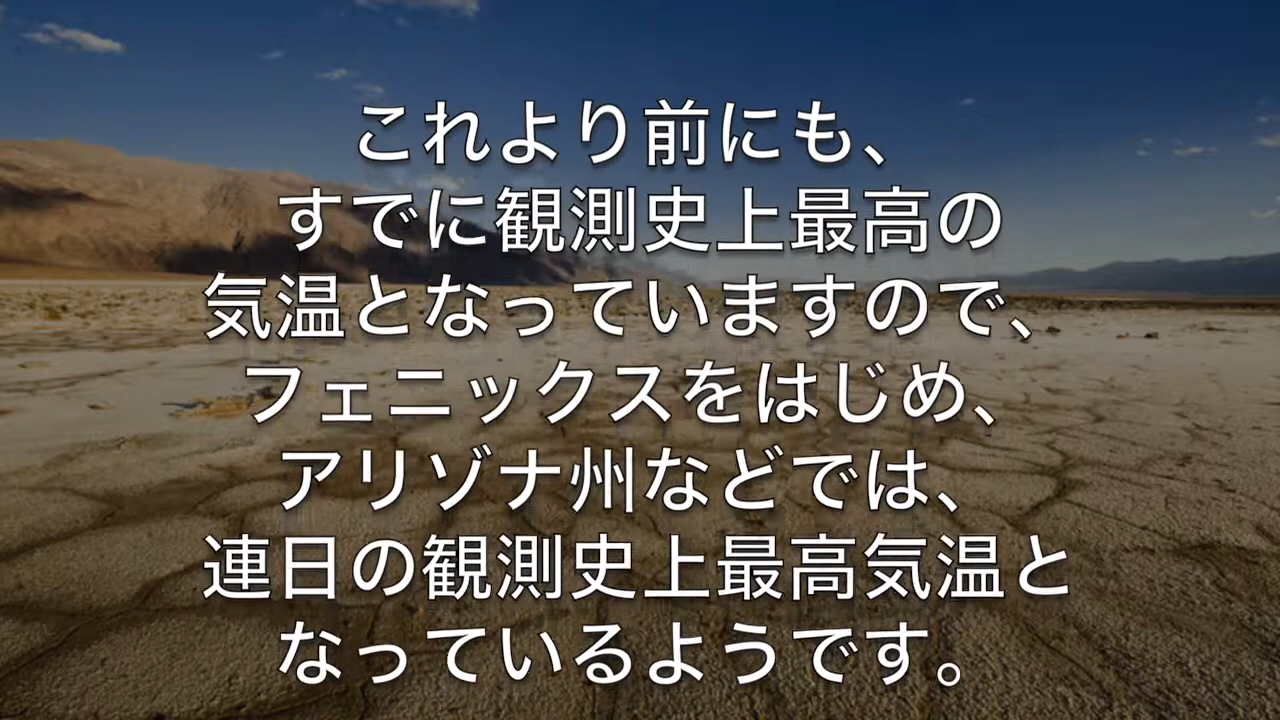 これより前にも、
すでに観測史上最高の
気温となっていますので、
フェニックスをはじめ、
アリゾナ州などでは、
連日の観測史上最高気温と
なっているようです。